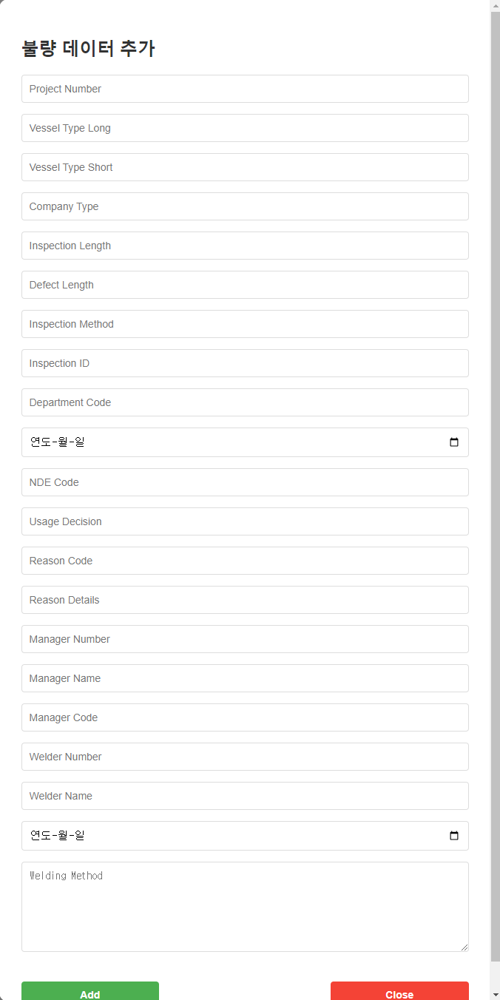 불량 데이터 추가
Project Number
Vessel Type Long
Vessel Type Short
Company Type
Inspection Length
Defect Length
Inspection Method
Inspection ID
Department Code
연도-월-일
NDE Code
Usage Decision
Reason Code
Reason Details
Manager Number
Manager Name
Manager Code
Welder Number
Welder Name
연도-월-일
Welding Method
Add
Close